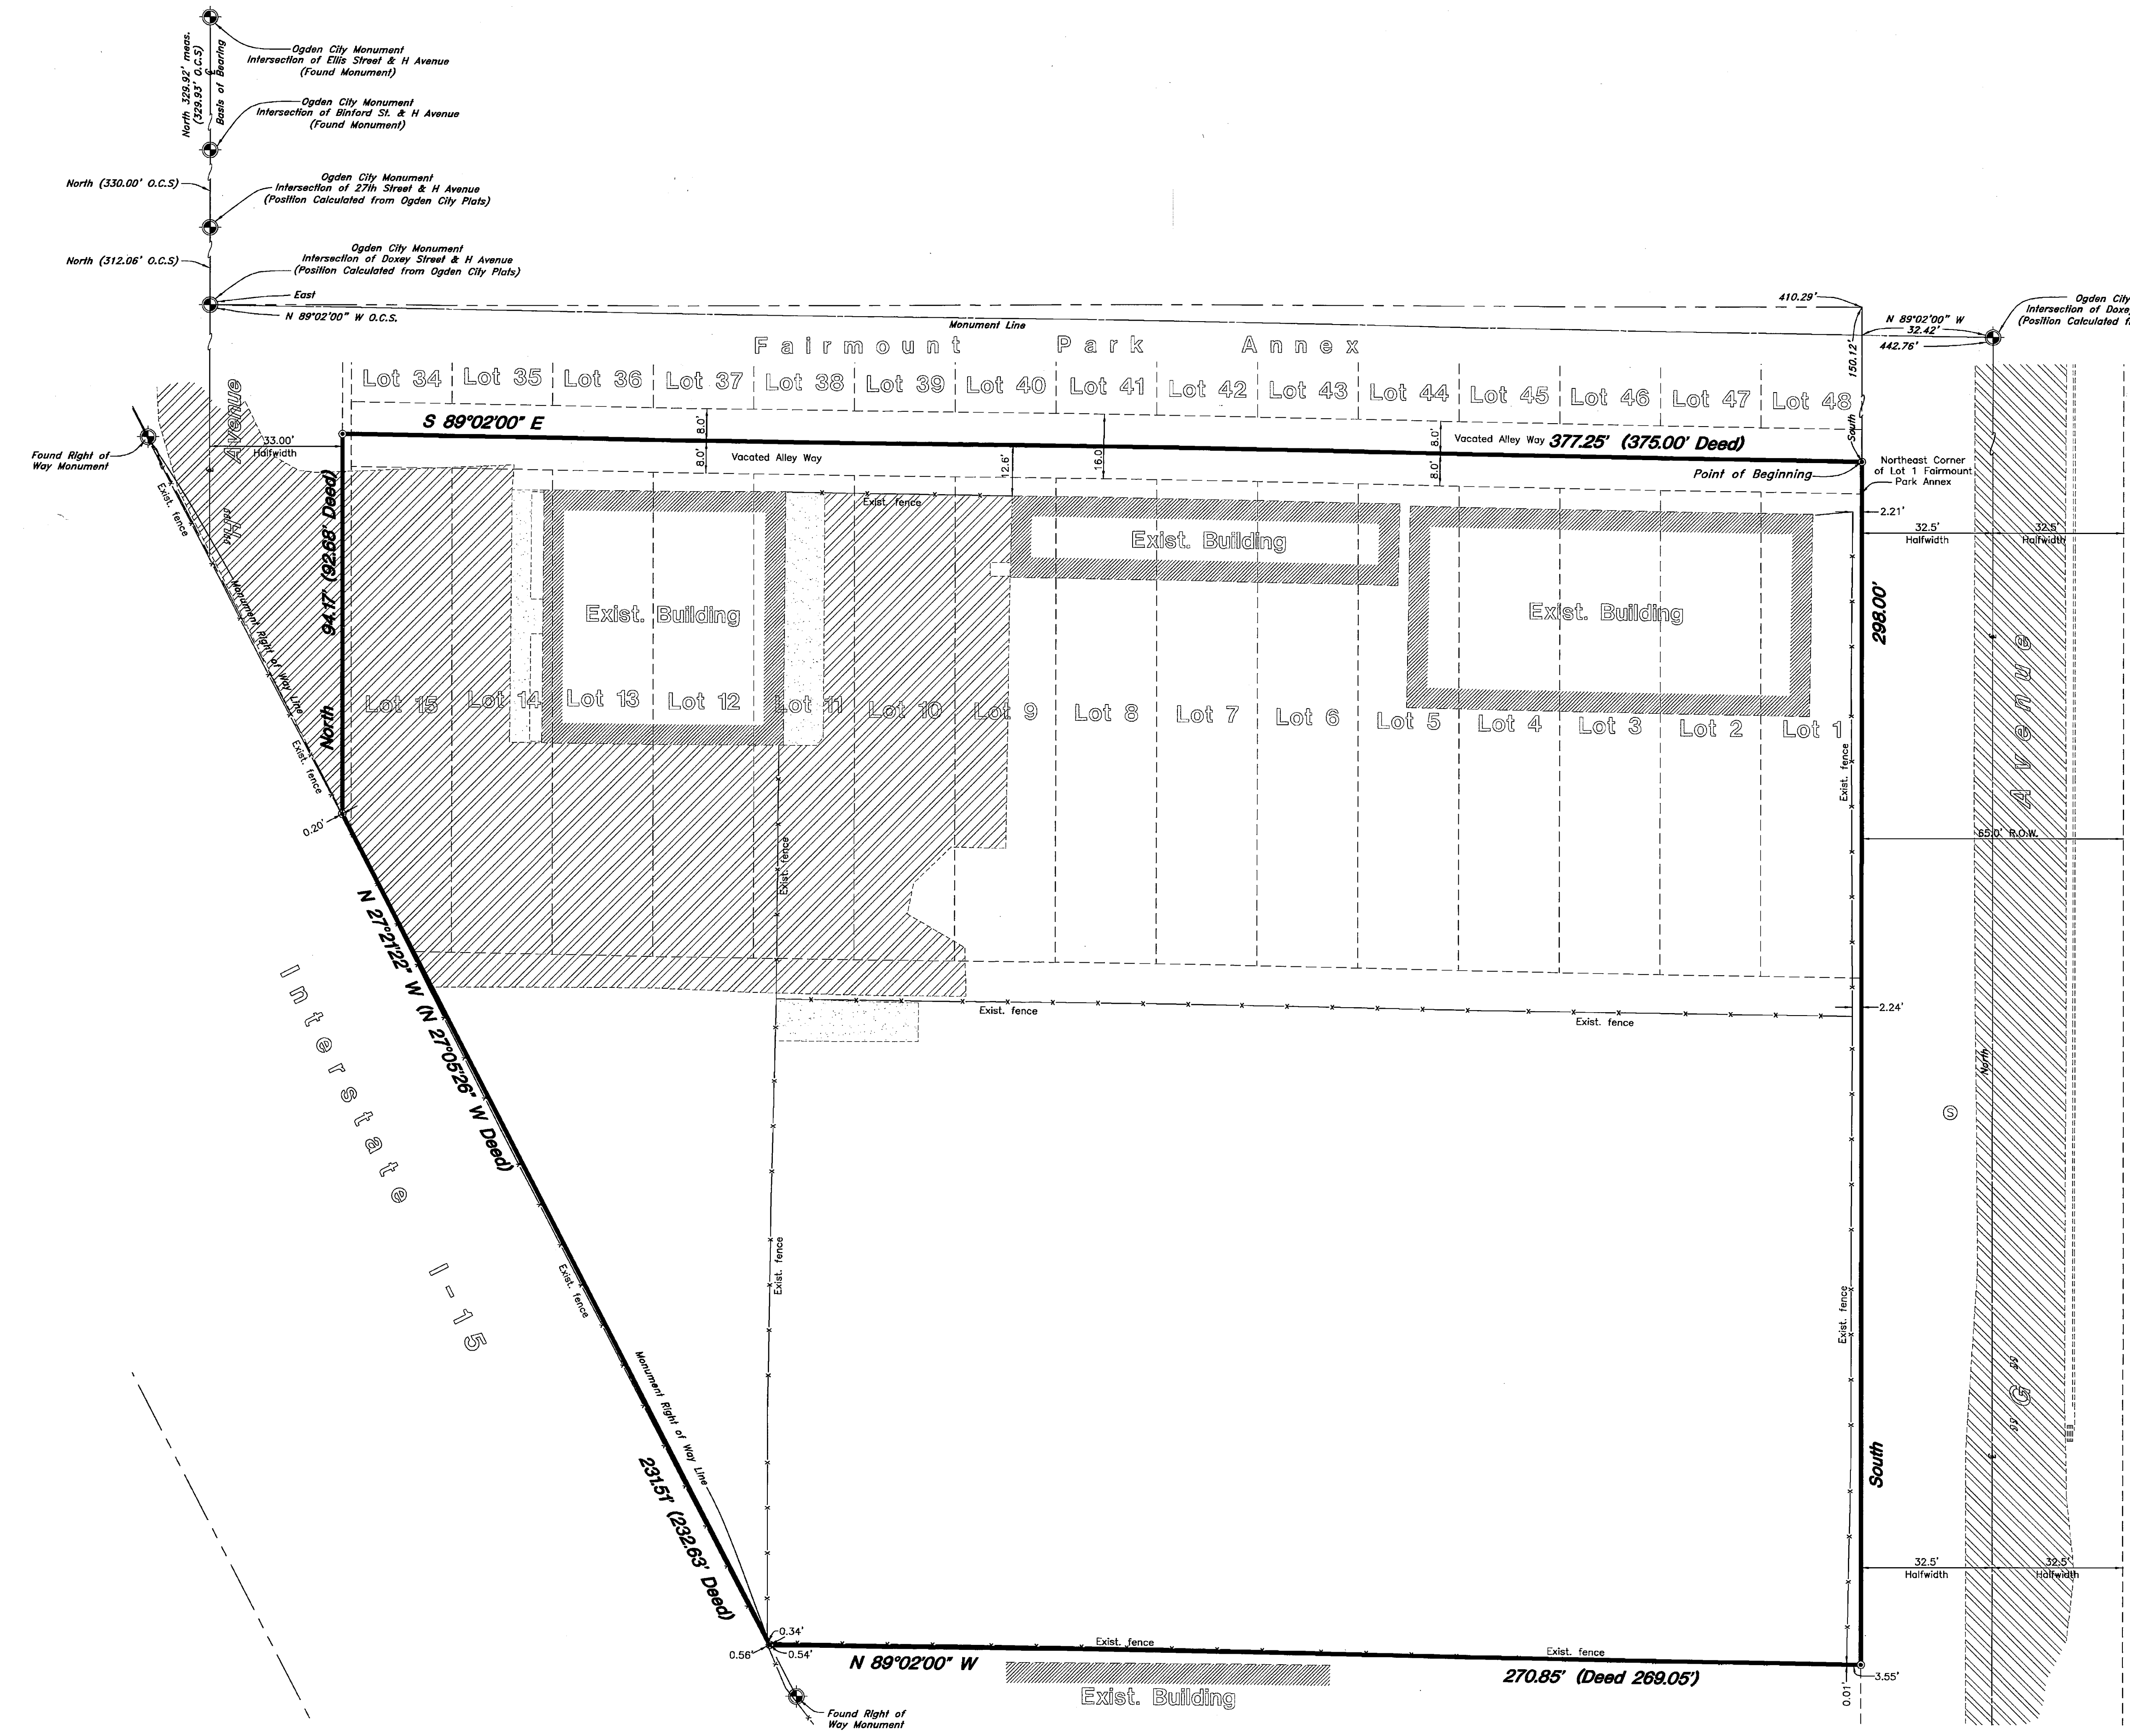 North 329.92' meas.
(329.93' O.C.S)
Basis of Bearing
Ogden City Monument
Intersection of Ellis Street & H Avenue
(Found Monument)
Ogden City Monument
Intersection of Binford St. & H Avenue
(Found Monument)
North (330.00' O.C.S)
Ogden City Monument
Intersection of 27th Street & H Avenue
(Position Calculated from Ogden City Plats)
North (312.06' O.C.S)
Ogden City Monument
Intersection of Doxey Street & H Avenue
(Position Calculated from Ogden City Plats)
East
N 89°02'00" W O.C.S.
Monument Line
410.29'
150.12'
South
N 89°02'00" W
32.42'
442.76'
Ogden City
Intersection of Doxe
(Position Calculated f
Fairmount Park Annex
Lot 34
Lot 35
Lot 36
Lot 37
Lot 38
Lot 39
Lot 40
Lot 41
Lot 42
Lot 43
Lot 44
Lot 45
Lot 46
Lot 47
Lot 48
S 89°02'00" E
8.0'
8.0'
Vacated Alley Way
12.6'
16.0
8.0'
8.0'
Vacated Alley Way
377.25' (375.00' Deed)
Point of Beginning
Northeast Corner
of Lot 1 Fairmount
Park Annex
2.21'
32.5'
Halfwidth
32.5'
Halfwidth
Found Right of
Way Monument
Exist. fence
33.00'
Halfwidth
"H" Avenue
Monument Right of Way Line
Exist. fence
0.20'
North
94.17' (92.68' Deed)
Exist. fence
Exist. Building
Exist. Building
Exist. Building
Lot 15
Lot 14
Lot 13
Lot 12
Lot 11
Lot 10
Lot 9
Lot 8
Lot 7
Lot 6
Lot 5
Lot 4
Lot 3
Lot 2
Lot 1
Exist. fence
Exist. fence
298.00'
65.0' R.O.W.
"G" Avenue
North
S
N 27°21'22" W (N 27°05'26" W Deed)
Interstate I-15
Exist. fence
Exist. fence
2.24'
Exist. fence
Exist. fence
Exist. fence
Monument Right of Way Line
231.51' (232.63' Deed)
South
32.5'
Halfwidth
32.5'
Halfwidth
0.34'
0.56'
0.54'
Exist. fence
Exist. fence
N 89°02'00" W
270.85' (Deed 269.05')
3.55'
0.01'
Exist. Building
Found Right of
Way Monument